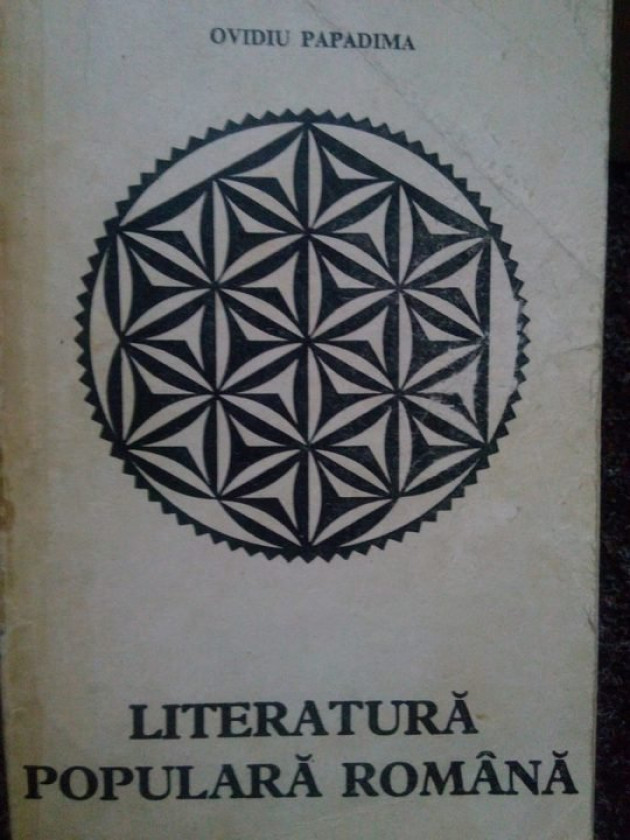 OVIDIU PAPADIMA
LITERATURĂ
POPULARĂ ROMÂNĂ